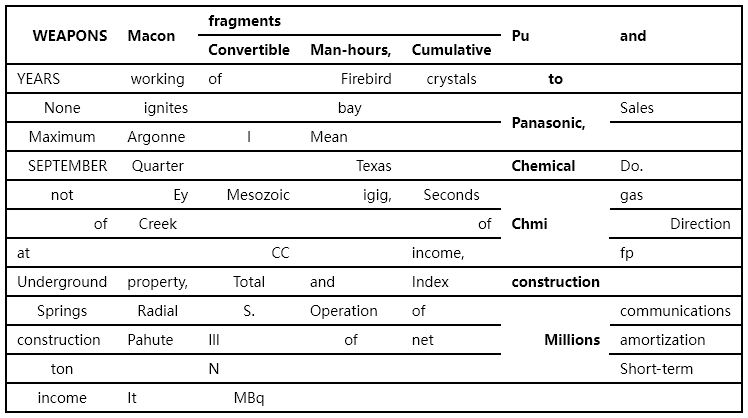 fragments
WEAPONS Macon Pu and
Convertible Man-hours, Cumulative
YEARS working of Firebird crystals to
None ignites bay Sales
Panasonic,
Maximum Argonne l Mean
SEPTEMBER Quarter Texas Chemical Do.
not Ey Mesozoic igig, Seconds gas
of Creek of Chmi Direction
at CC income, fp
Underground property, Total and Index construction
Springs Radial S. Operation of communications
construction Pahute III of net Millions amortization
ton N Short-term
income It MBq